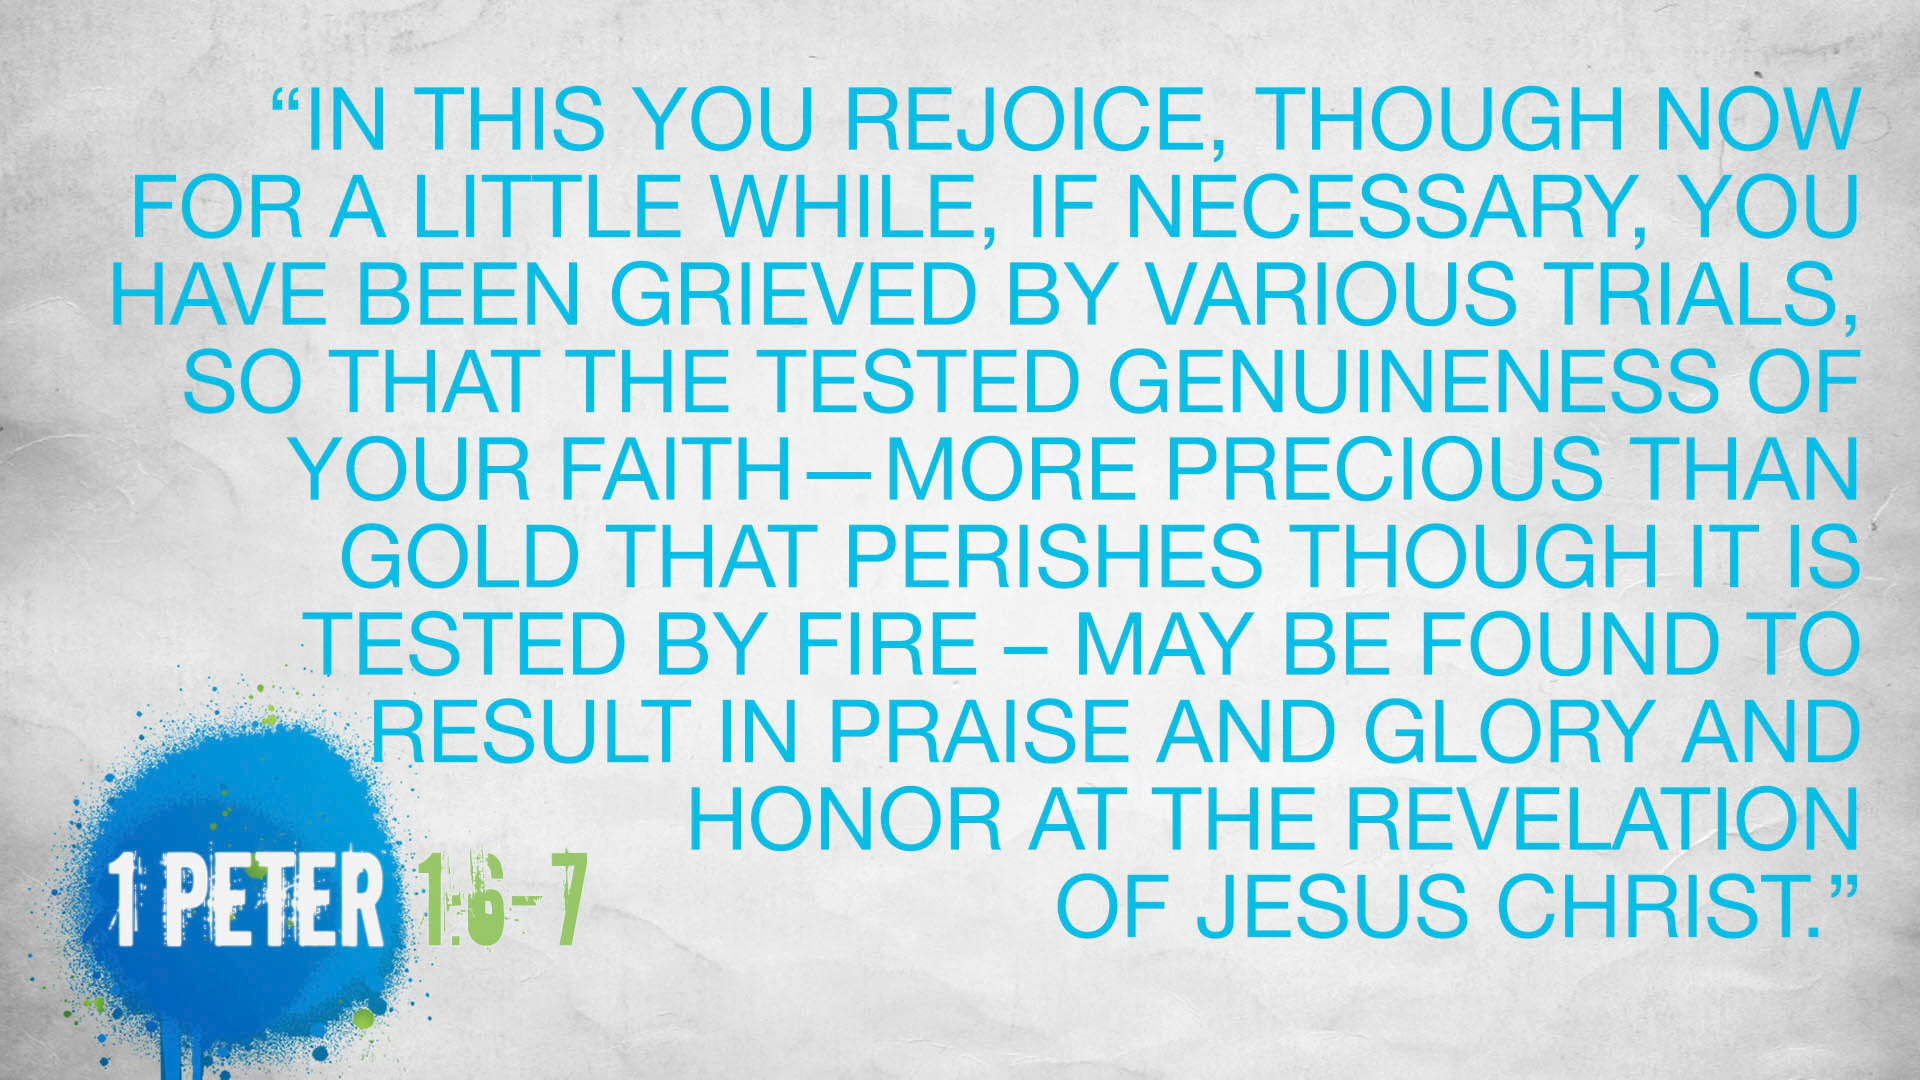 “IN THIS YOU REJOICE, THOUGH NOW
FOR A LITTLE WHILE, IF NECESSARY, YOU
HAVE BEEN GRIEVED BY VARIOUS TRIALS,
SO THAT THE TESTED GENUINENESS OF
YOUR FAITH—MORE PRECIOUS THAN
GOLD THAT PERISHES THOUGH IT IS
TESTED BY FIRE – MAY BE FOUND TO
RESULT IN PRAISE AND GLORY AND
HONOR AT THE REVELATION
OF JESUS CHRIST.”
1 PETER 1:6-7